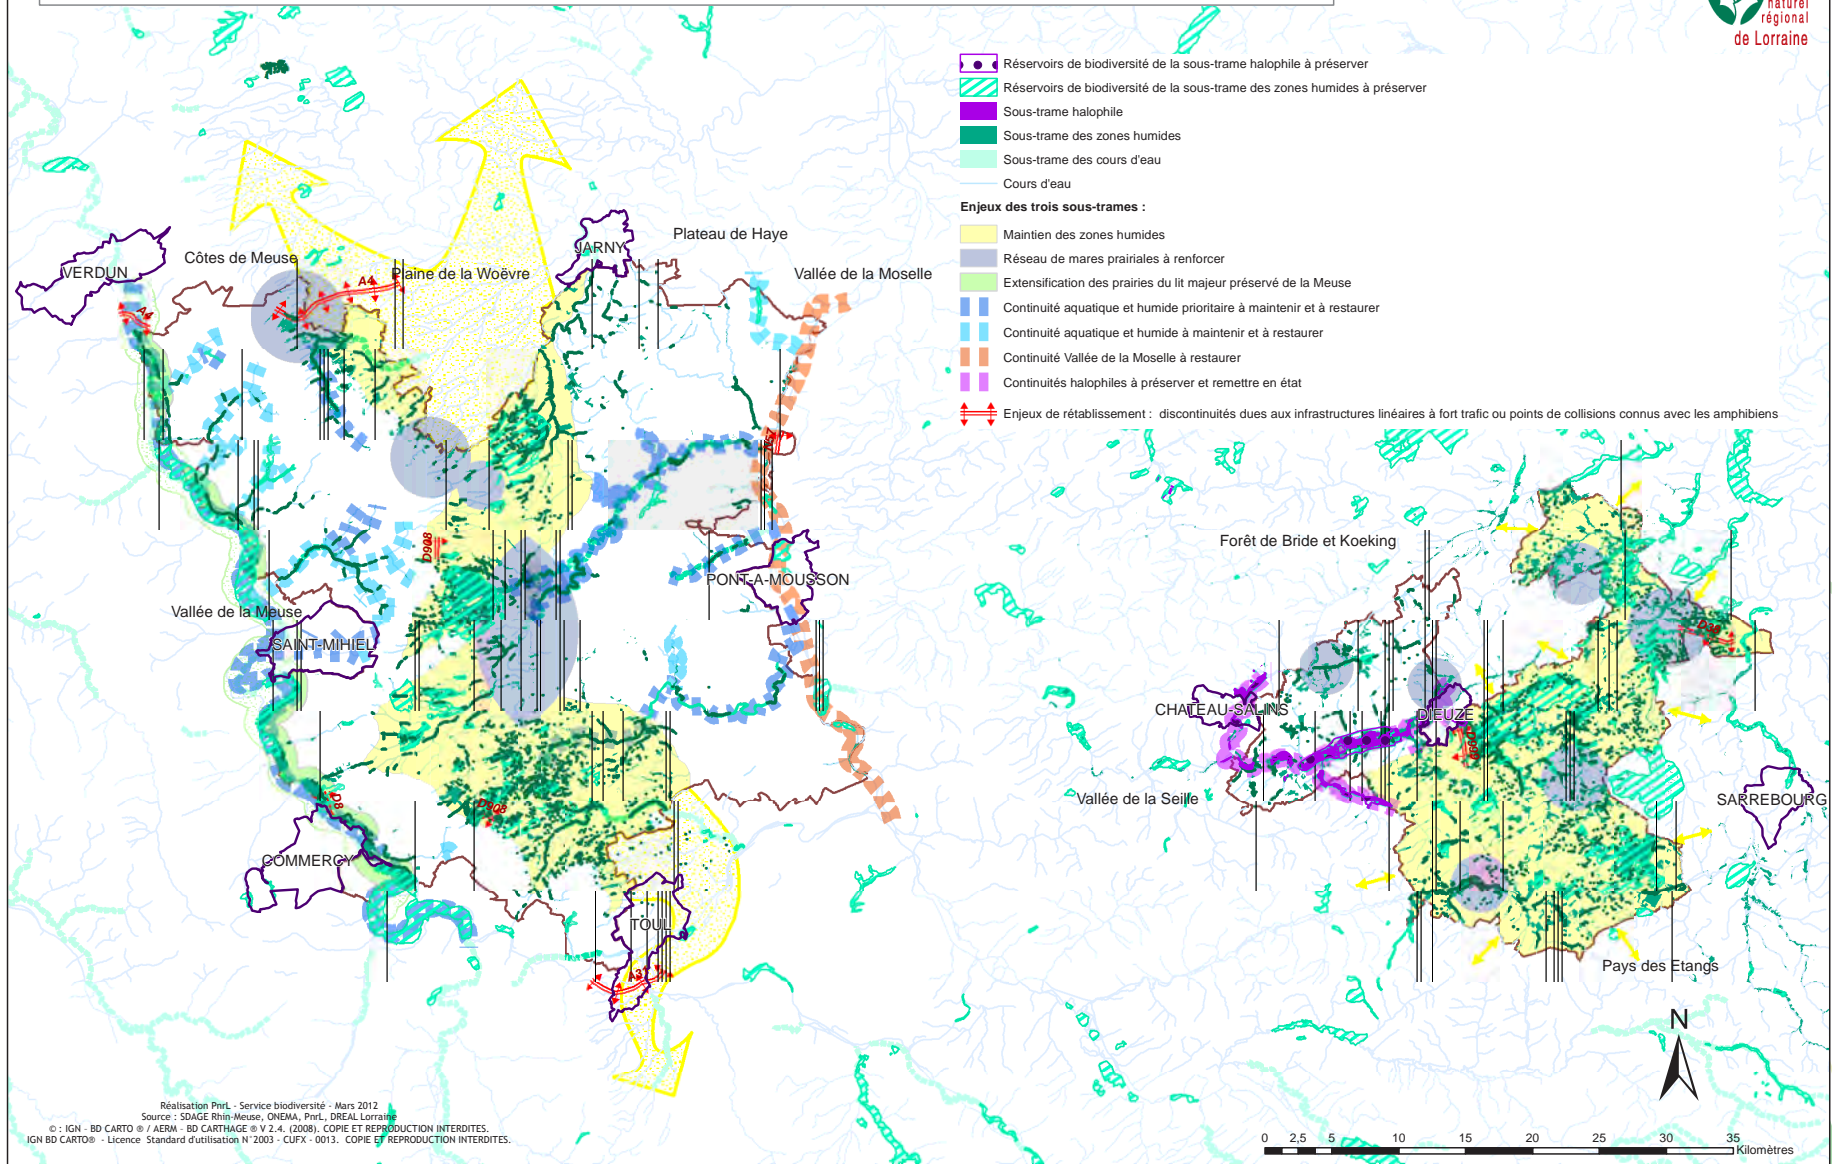 naturel
régional
de Lorraine
Réservoirs de biodiversité de la sous-trame halophile à préserver
Réservoirs de biodiversité de la sous-trame des zones humides à préserver
Sous-trame halophile
Sous-trame des zones humides
Sous-trame des cours d'eau
Cours d'eau
Enjeux des trois sous-trames :
Maintien des zones humides
Réseau de mares prairiales à renforcer
Extensification des prairies du lit majeur préservé de la Meuse
Continuité aquatique et humide prioritaire à maintenir et à restaurer
Continuité aquatique et humide à maintenir et à restaurer
Continuité Vallée de la Moselle à restaurer
Continuités halophiles à préserver et remettre en état
Enjeux de rétablissement : discontinuités dues aux infrastructures linéaires à fort trafic ou points de collisions connus avec les amphibiens
Plateau de Haye
JARNY
Côtes de Meuse
VERDUN
Plaine de la Woëvre
Vallée de la Moselle
A4
A4
D908
PONT-A-MOUSSON
Vallée de la Meuse
SAINT-MIHIEL
D8
D908
COMMERCY
TOUL
A31
Forêt de Bride et Koeking
D38
CHATEAU-SALINS
DIEUZE
D999
Vallée de la Seille
SARREBOURG
Pays des Etangs
N
Réalisation PnrL - Service biodiversité - Mars 2012
Source : SDAGE Rhin-Meuse, ONEMA, PnrL, DREAL Lorraine
© : IGN - BD CARTO ® / AERM - BD CARTHAGE ® V 2.4. (2008). COPIE ET REPRODUCTION INTERDITES.
IGN BD CARTO® - Licence Standard d'utilisation N°2003 - CUFX - 0013. COPIE ET REPRODUCTION INTERDITES.
0 2,5 5 10 15 20 25 30 35
Kilomètres